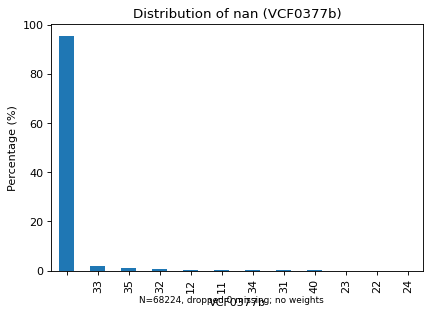 Distribution of nan (VCF0377b)
Percentage (%)
100
80
60
40
20
0
33 35 32 12 11 34 31 40 23 22 24
N=68224, dropped 0 missing; no weights
VCF0377b